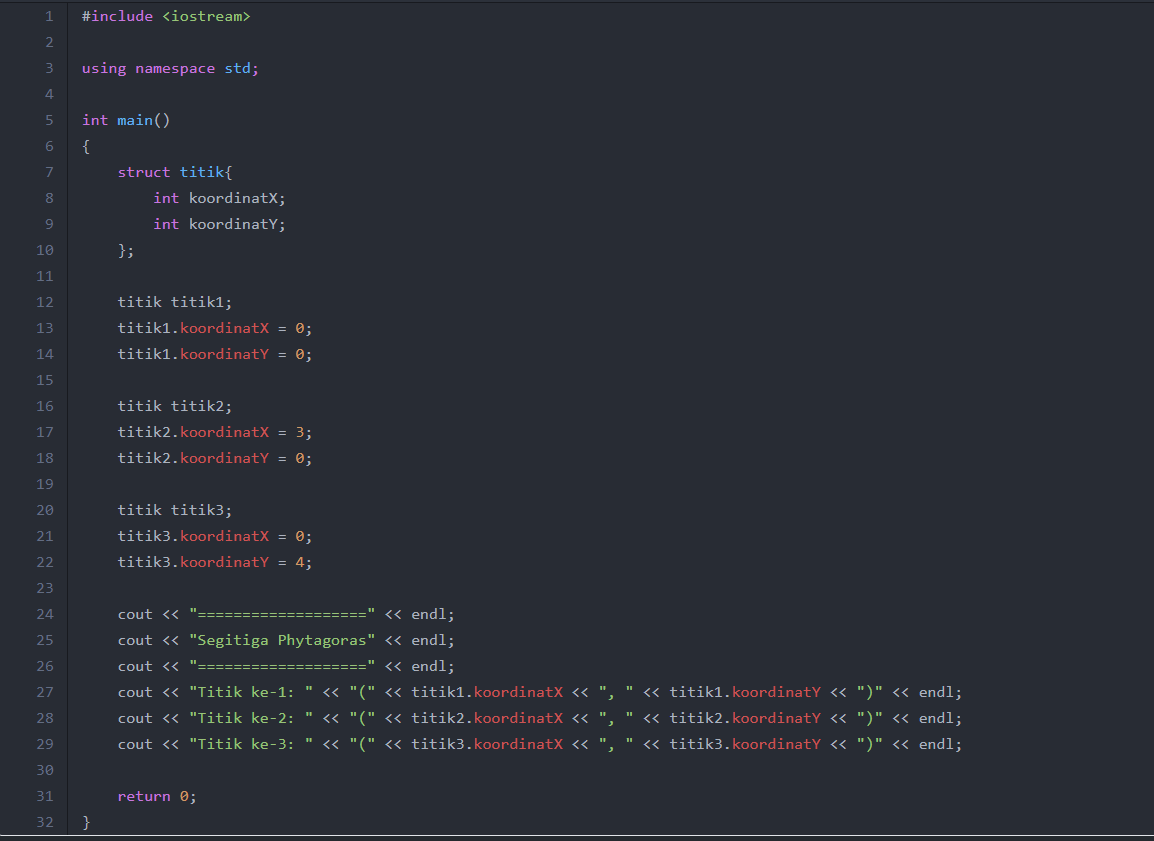 1 #include <iostream>
2
3 using namespace std;
4
5 int main()
6 {
7     struct titik{
8         int koordinatX;
9         int koordinatY;
10     };
11
12     titik titik1;
13     titik1.koordinatX = 0;
14     titik1.koordinatY = 0;
15
16     titik titik2;
17     titik2.koordinatX = 3;
18     titik2.koordinatY = 0;
19
20     titik titik3;
21     titik3.koordinatX = 0;
22     titik3.koordinatY = 4;
23
24     cout << "===================" << endl;
25     cout << "Segitiga Phytagoras" << endl;
26     cout << "===================" << endl;
27     cout << "Titik ke-1: " << "(" << titik1.koordinatX << ", " << titik1.koordinatY << ")" << endl;
28     cout << "Titik ke-2: " << "(" << titik2.koordinatX << ", " << titik2.koordinatY << ")" << endl;
29     cout << "Titik ke-3: " << "(" << titik3.koordinatX << ", " << titik3.koordinatY << ")" << endl;
30
31     return 0;
32 }